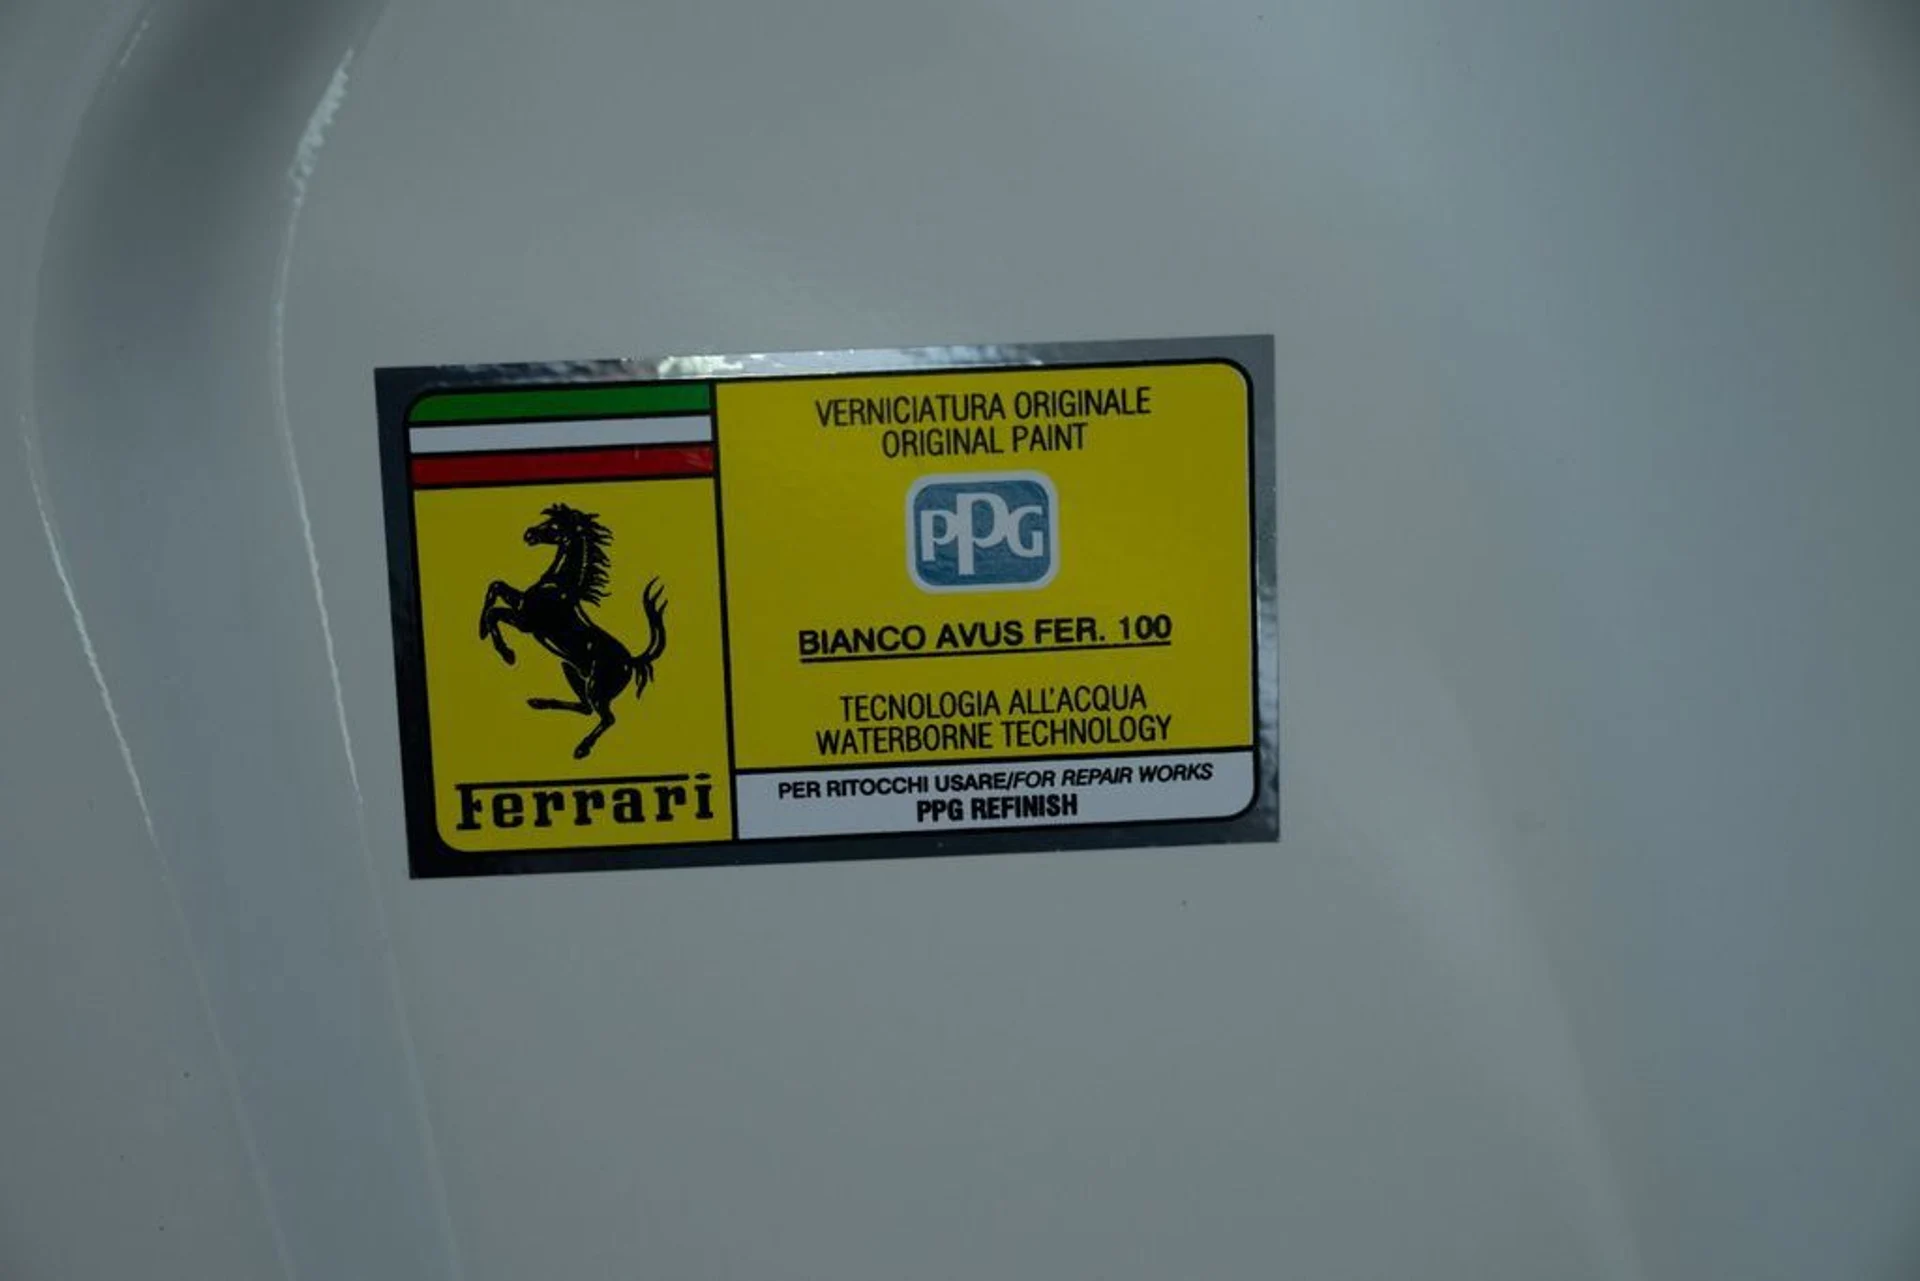 VERNICIATURA ORIGINALE
ORIGINAL PAINT
PPG
BIANCO AVUS FER. 100
TECNOLOGIA ALL'ACQUA
WATERBORNE TECHNOLOGY
PER RITOCCHI USARE/FOR REPAIR WORKS
PPG REFINISH
Ferrari